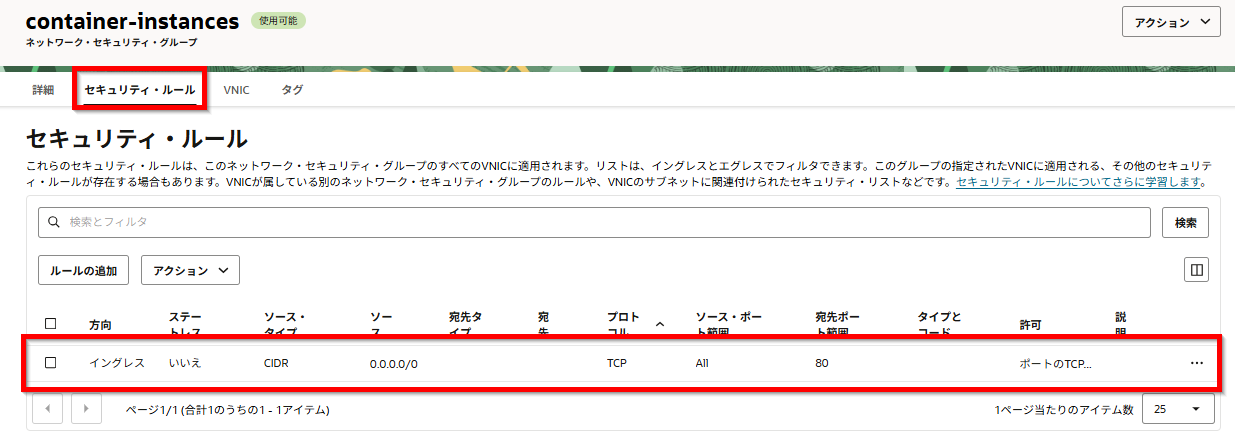 container-instances 使用可能
アクション
ネットワーク・セキュリティ・グループ
詳細 セキュリティ・ルール VNIC タグ
セキュリティ・ルール
これらのセキュリティ・ルールは、このネットワーク・セキュリティ・グループのすべてのVNICに適用されます。リストは、イングレスとエグレスでフィルタできます。このグループの指定されたVNICに適用される、その他のセキュリテ
ィ・ルールが存在する場合もあります。VNICが属している別のネットワーク・セキュリティ・グループのルールや、VNICのサブネットに関連付けられたセキュリティ・リストなどです。セキュリティ・ルールについてさらに学習します。
検索とフィルタ 検索
ルールの追加 アクション
方向 ステートレス ソース・タイプ ソース 宛先タイプ 宛先 プロトコル ソース・ポート範囲 宛先ポート範囲 タイプとコード 許可 説明
イングレス いいえ CIDR 0.0.0.0/0 TCP All 80 ポートのTCP...
ページ1/1 (合計1のうちの1 - 1アイテム) 1ページ当たりのアイテム数 25